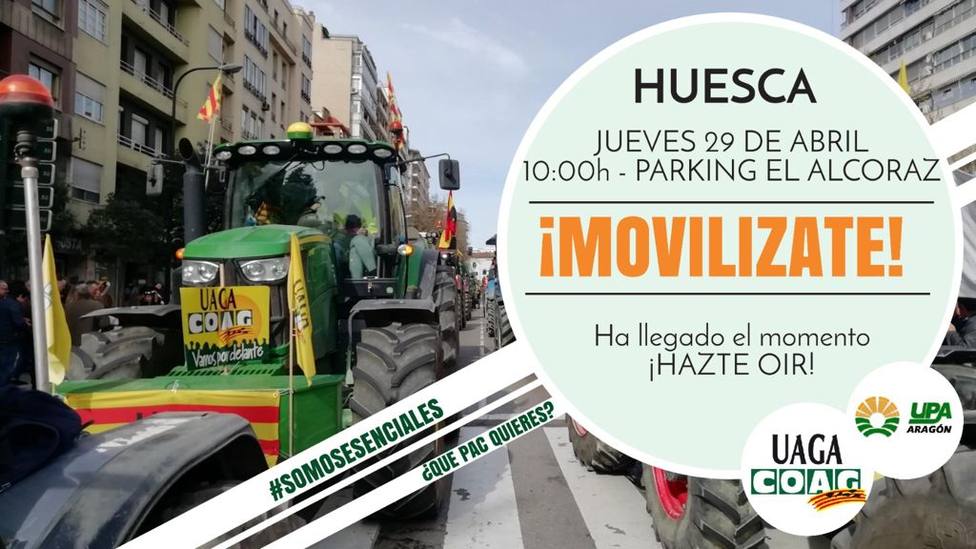 HUESCA
JUEVES 29 DE ABRIL
10:00h - PARKING EL ALCORAZ
¡MOVILIZATE!
Ha llegado el momento
¡HAZTE OIR!
UAGA
COAG
Vamos por delante
#SOMOSESENCIALES
¿QUE PAC QUIERES?
UAGA
COAG
UPA
ARAGÓN